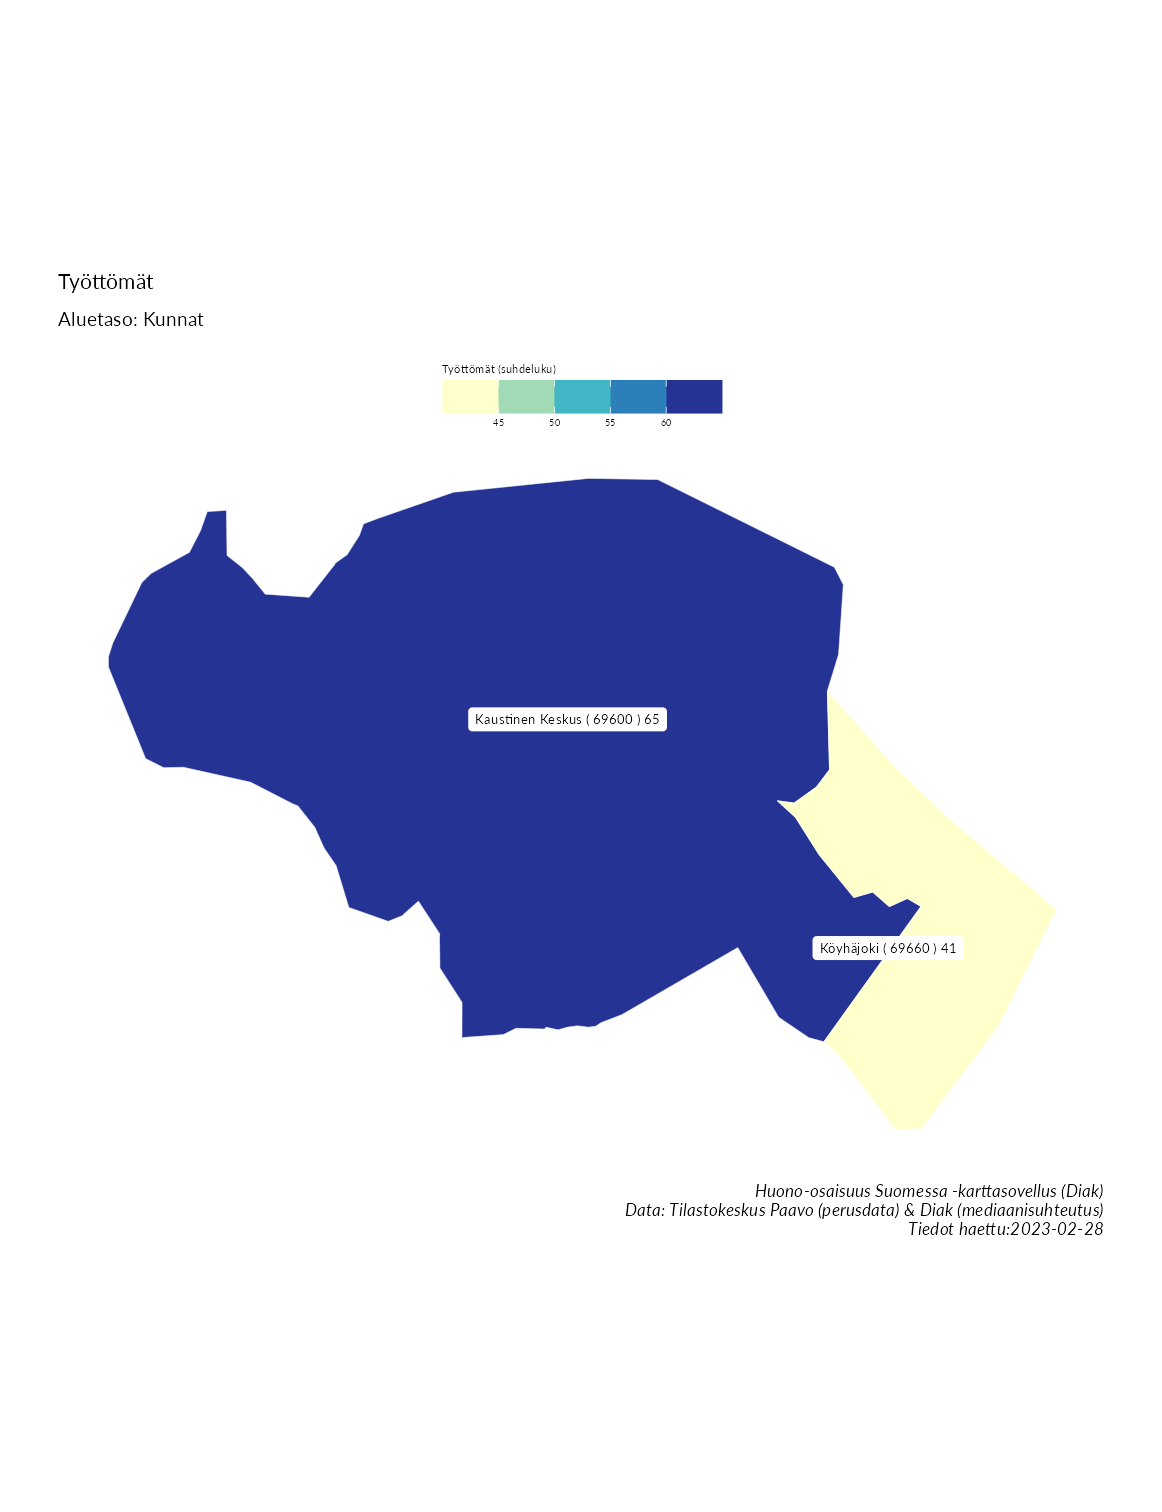 Työttömät
Aluetaso: Kunnat
Työttömät (suhdeluku)
45 50 55 60
Kaustinen Keskus ( 69600 ) 65
Köyhäjoki ( 69660 ) 41
Huono-osaisuus Suomessa -karttasovellus (Diak)
Data: Tilastokeskus Paavo (perusdata) & Diak (mediaanisuhteutus)
Tiedot haettu:2023-02-28